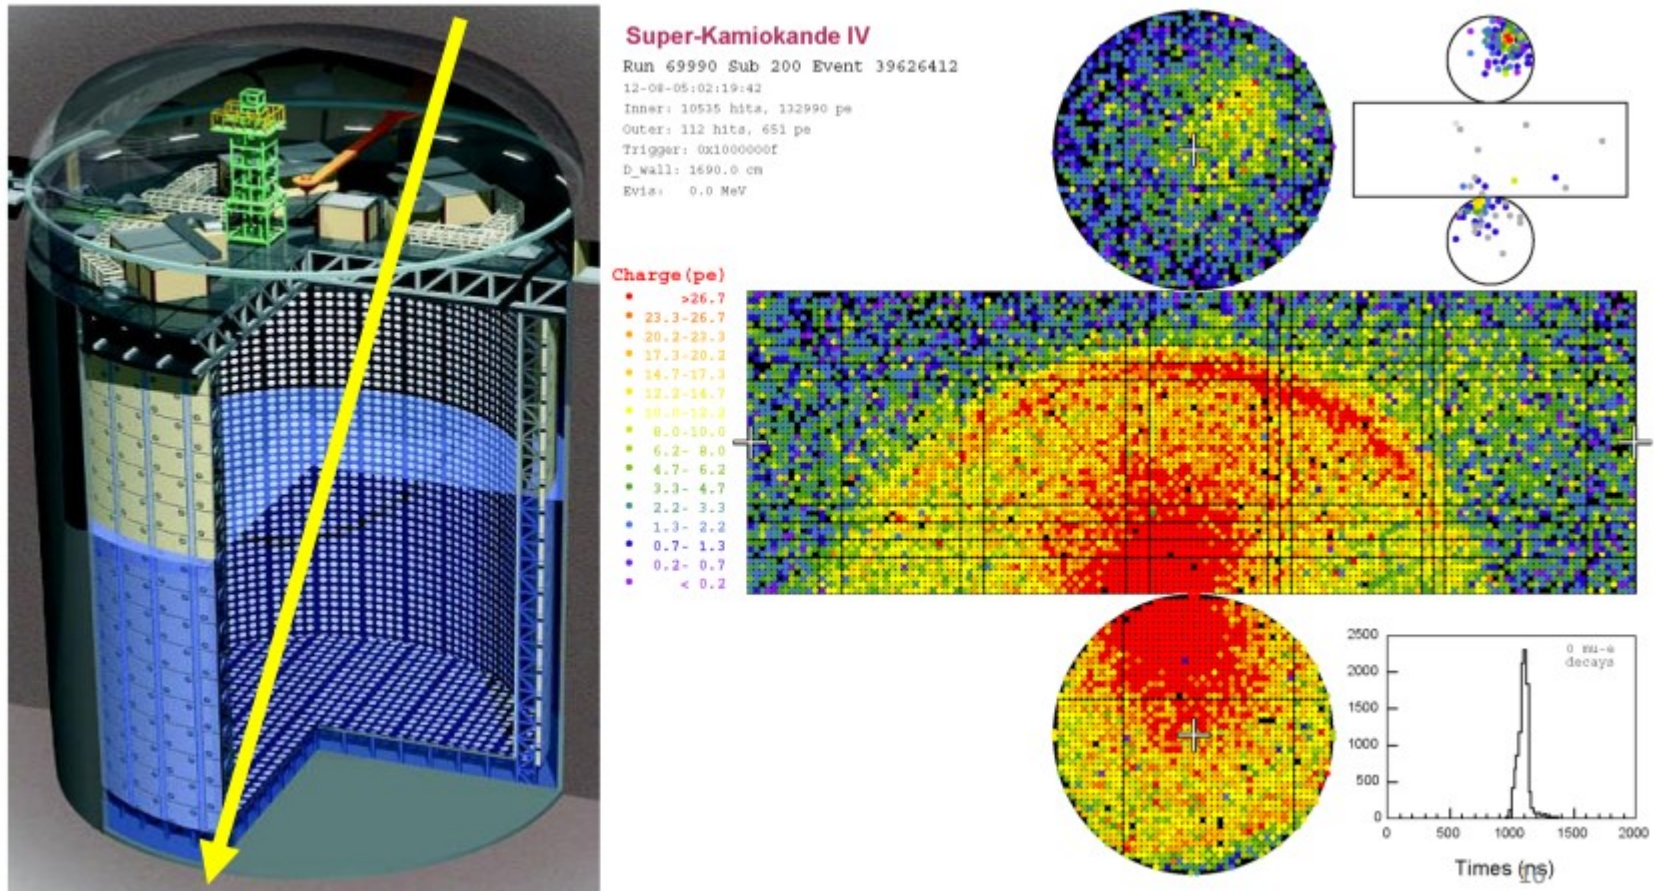 Super-Kamiokande IV
Run 69990 Sub 200 Event 39626412
12-08-05:02:19:42
Inner: 10535 hits, 132990 pe
Outer: 112 hits, 651 pe
Trigger: 0x1000000f
D_wall: 1690.0 cm
Evis: 0.0 MeV
Charge(pe)
>26.7
23.3-26.7
20.2-23.3
17.3-20.2
14.7-17.3
12.2-14.7
10.0-12.2
8.0-10.0
6.2- 8.0
4.7- 6.2
3.3- 4.7
2.2- 3.3
1.3- 2.2
0.7- 1.3
0.2- 0.7
< 0.2
2500
2000
1500
1000
500
0
0 mu-e
decays
0 500 1000 1500 2000
Times (ns)
16